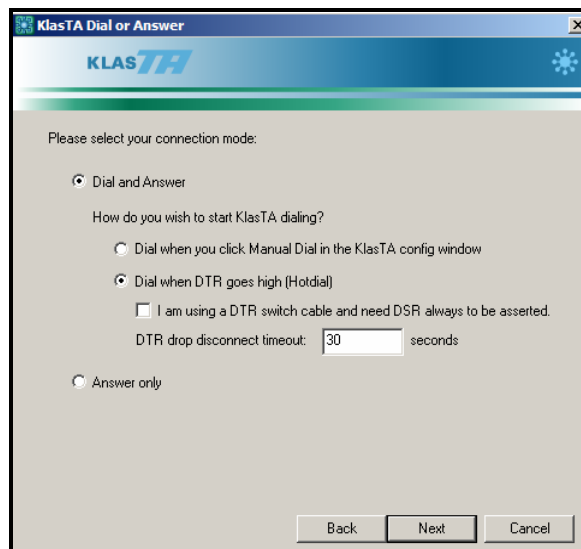 KlasTA Dial or Answer
KLASTA
Please select your connection mode:
Dial and Answer
How do you wish to start KlasTA dialing?
Dial when you click Manual Dial in the KlasTA config window
Dial when DTR goes high (Hotdial)
I am using a DTR switch cable and need DSR always to be asserted.
DTR drop disconnect timeout: 30 seconds
Answer only
Back Next Cancel